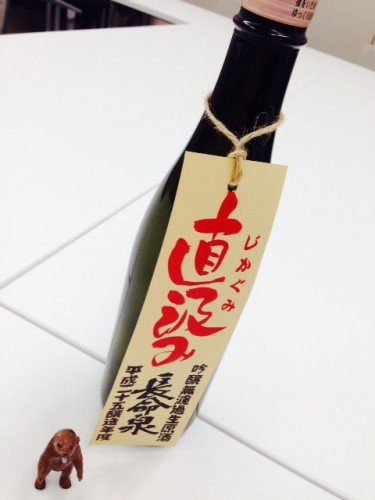 直汲み
じかぐみ
吟醸無濾過生原酒
長命泉
平成二十五醸造年度